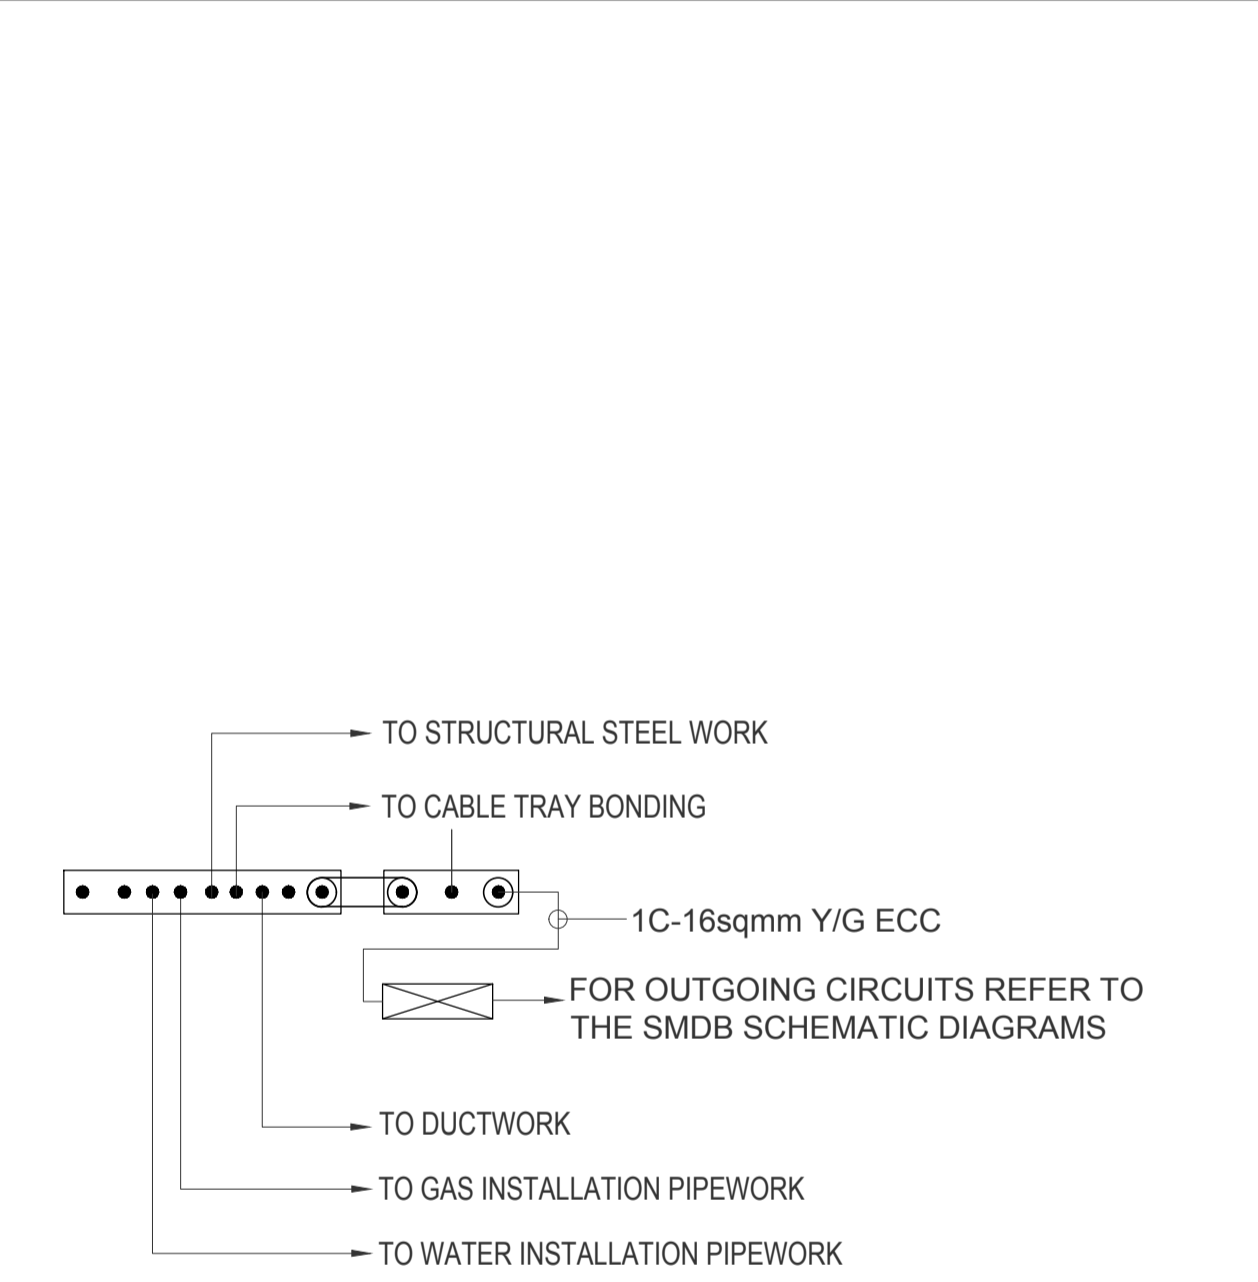 TO STRUCTURAL STEEL WORK
TO CABLE TRAY BONDING
1C-16sqmm Y/G ECC
FOR OUTGOING CIRCUITS REFER TO
THE SMDB SCHEMATIC DIAGRAMS
TO DUCTWORK
TO GAS INSTALLATION PIPEWORK
TO WATER INSTALLATION PIPEWORK